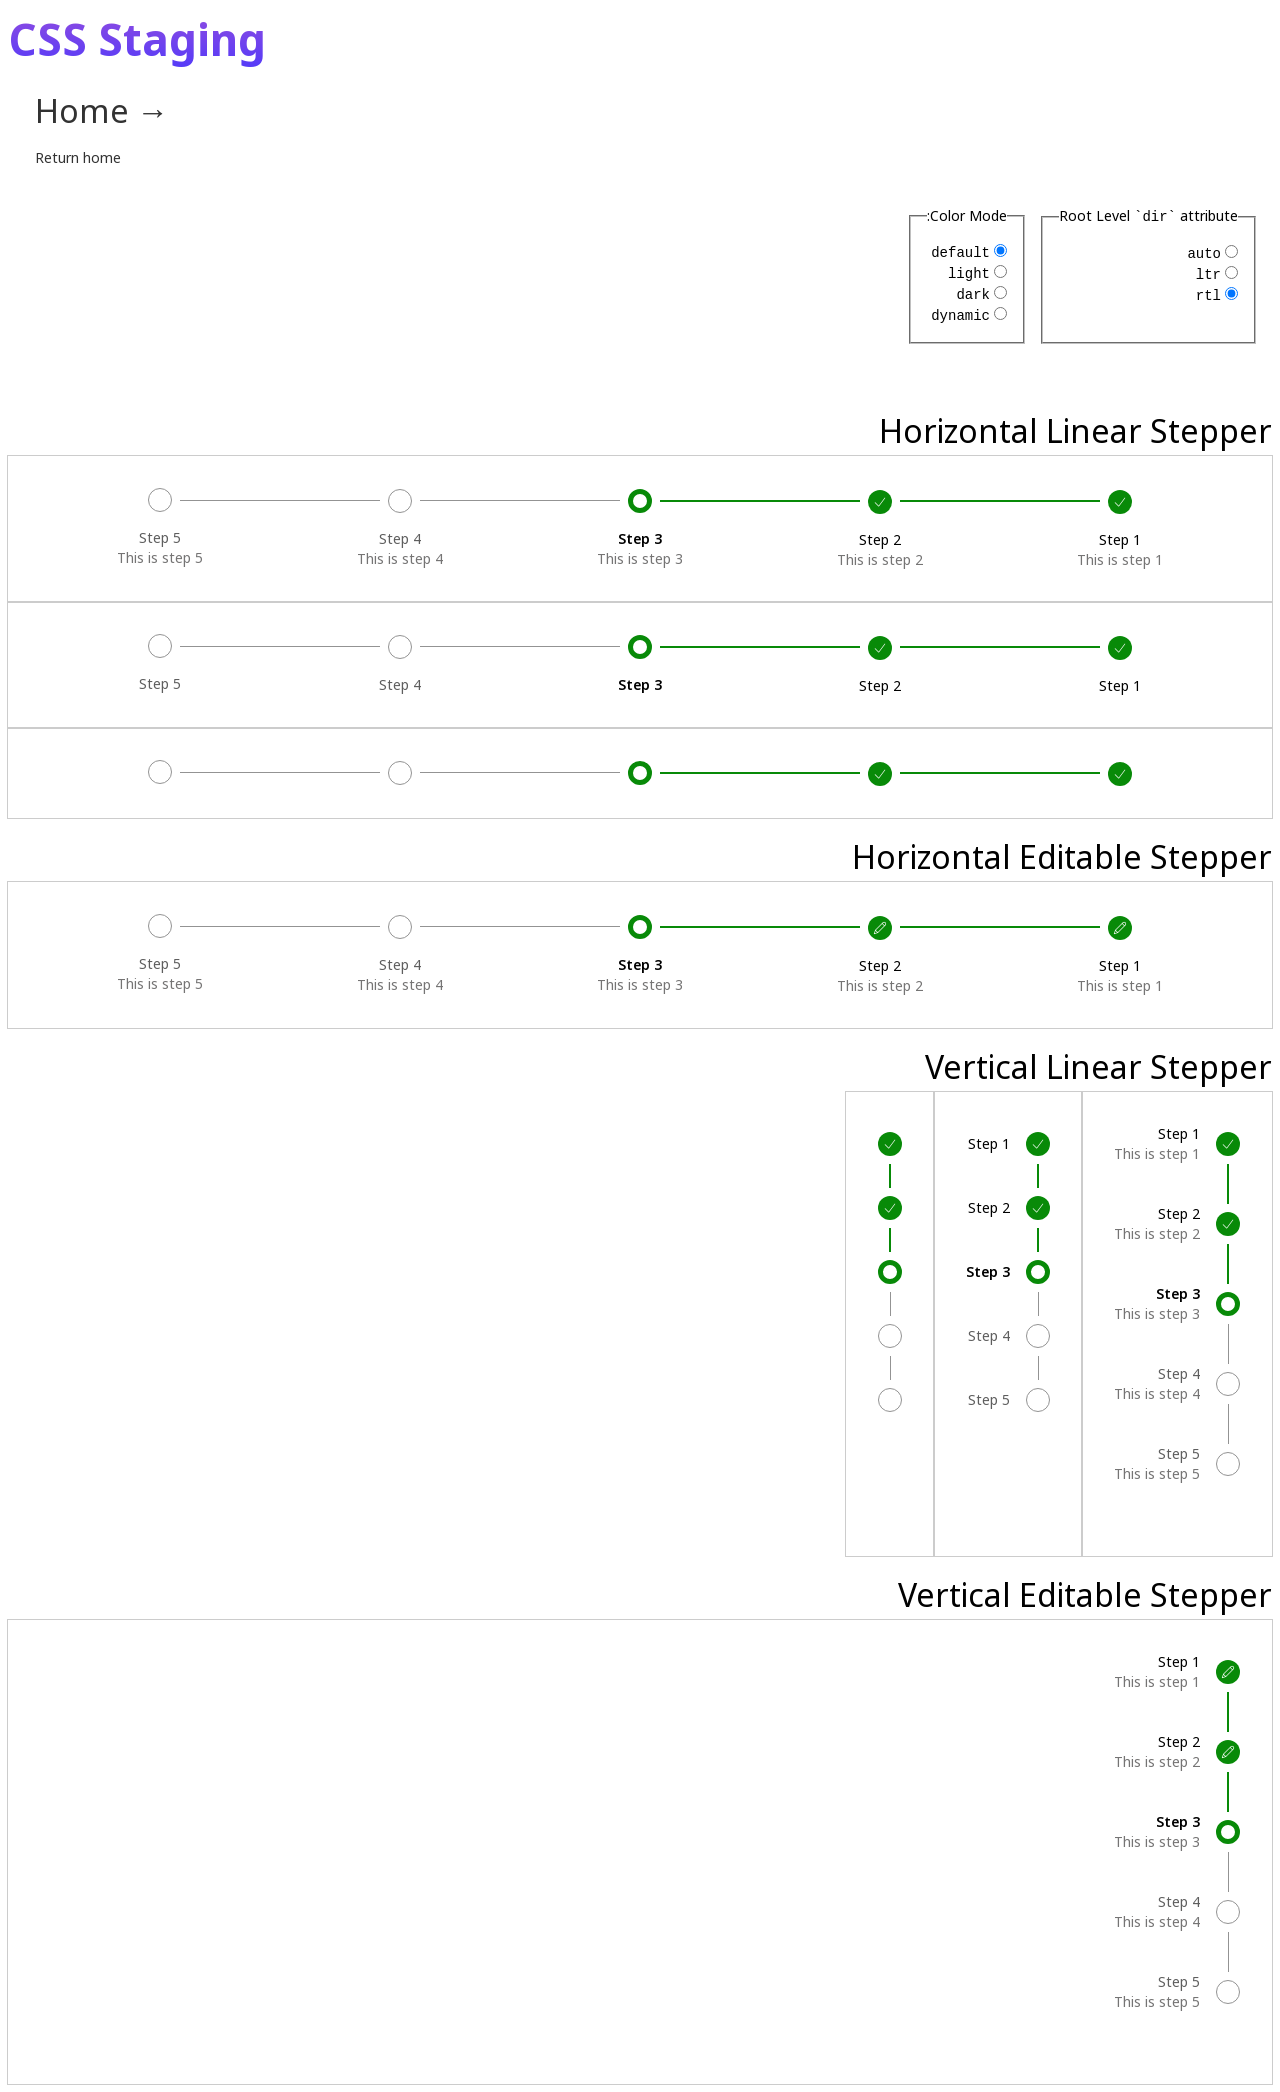 CSS Staging
Home →
Return home
Root Level `dir` attribute
auto
ltr
rtl
:Color Mode
default
light
dark
dynamic
Horizontal Linear Stepper
Step 1
This is step 1
Step 2
This is step 2
Step 3
This is step 3
Step 4
This is step 4
Step 5
This is step 5
Step 1
Step 2
Step 3
Step 4
Step 5
Horizontal Editable Stepper
Step 1
This is step 1
Step 2
This is step 2
Step 3
This is step 3
Step 4
This is step 4
Step 5
This is step 5
Vertical Linear Stepper
Step 1
This is step 1
Step 2
This is step 2
Step 3
This is step 3
Step 4
This is step 4
Step 5
This is step 5
Step 1
Step 2
Step 3
Step 4
Step 5
Vertical Editable Stepper
Step 1
This is step 1
Step 2
This is step 2
Step 3
This is step 3
Step 4
This is step 4
Step 5
This is step 5